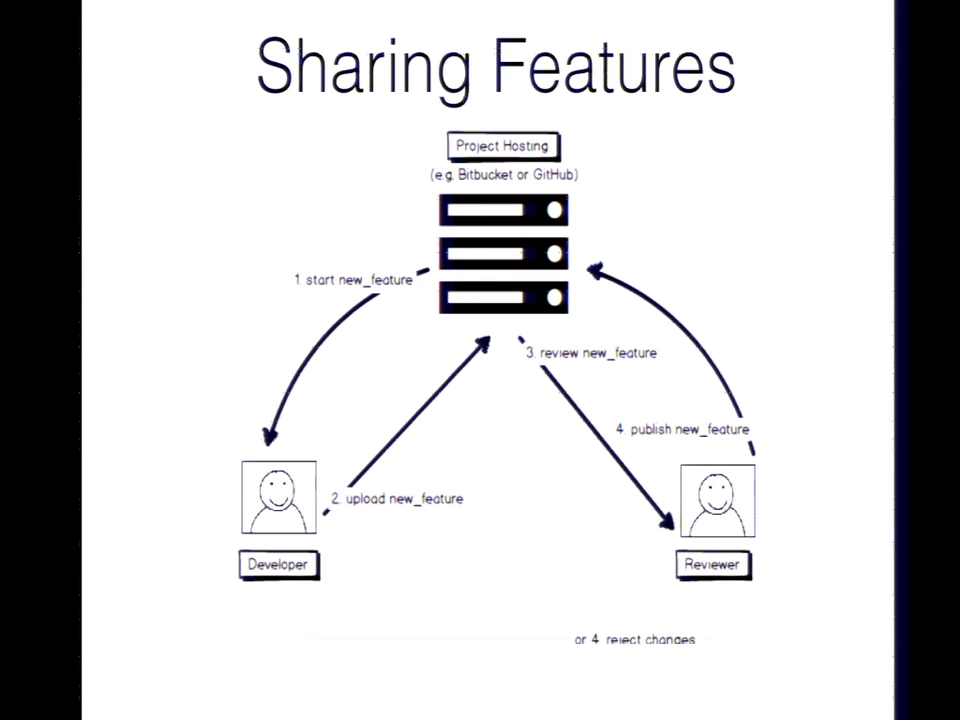 Sharing Features
Project Hosting
(e.g. Bitbucket or GitHub)
1. start new_feature
3. review new_feature
4. publish new_feature
2. upload new_feature
Developer
Reviewer
or 4. reject changes